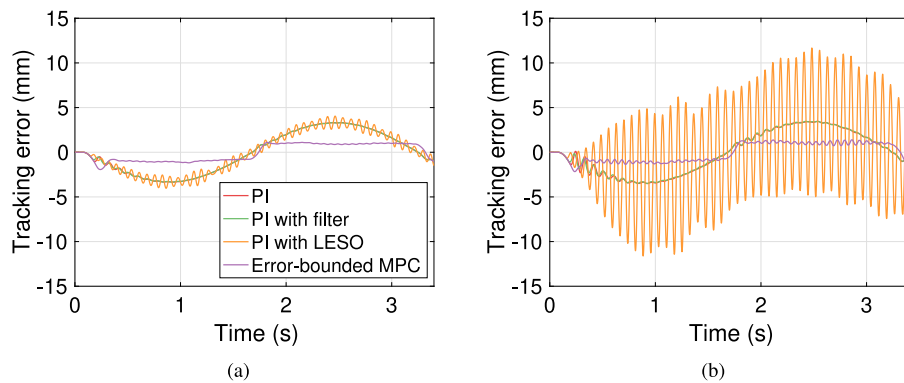 15
10
5
0
-5
-10
-15
Tracking error (mm)
PI
PI with filter
PI with LESO
Error-bounded MPC
0
1
2
3
Time (s)
(a)
15
10
5
0
-5
-10
-15
Tracking error (mm)
0
1
2
3
Time (s)
(b)